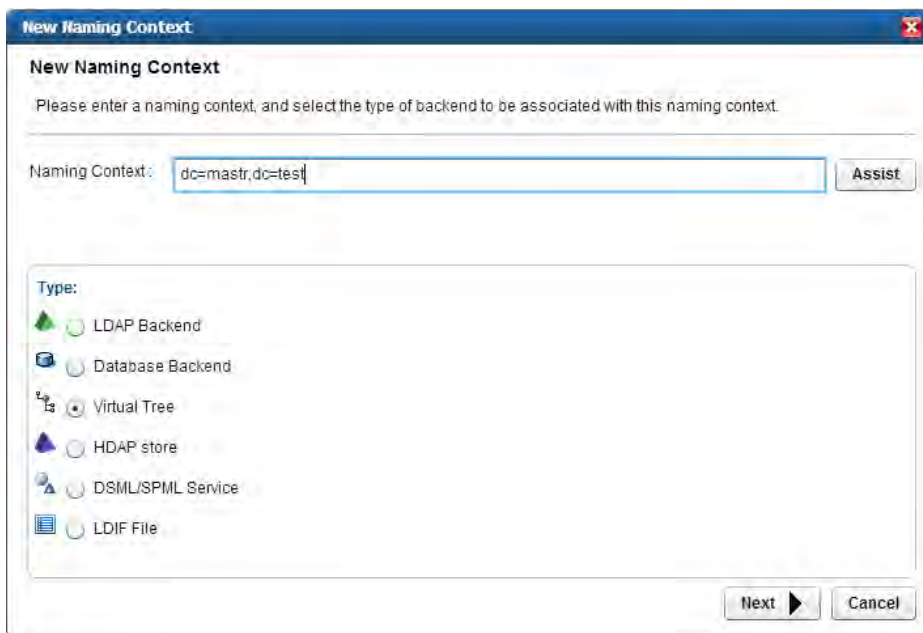 New Naming Context
New Naming Context
Please enter a naming context, and select the type of backend to be associated with this naming context.
Naming Context: dc=mastr,dc=test Assist
Type:
LDAP Backend
Database Backend
Virtual Tree
HDAP store
DSML/SPML Service
LDIF File
Next Cancel